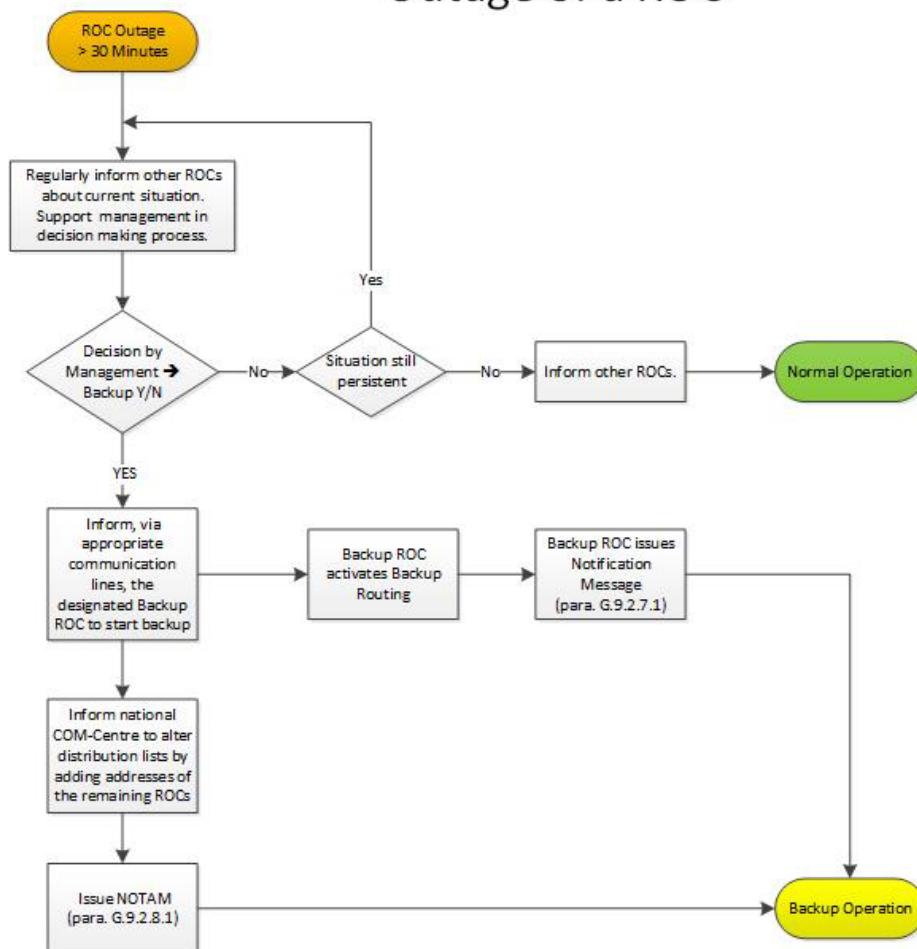 ROC Outage
> 30 Minutes
Regularly inform other ROCs
about current situation.
Support management in
decision making process.
Yes
Decision by
Management →
Backup Y/N
No
Situation still
persistent
No
Inform other ROCs.
Normal Operation
YES
Inform, via
appropriate
communication
lines, the
designated Backup
ROC to start backup
Backup ROC
activates Backup
Routing
Backup ROC issues
Notification
Message
(para. G.9.2.7.1)
Inform national
COM-Centre to alter
distribution lists by
adding addresses of
the remaining ROCs
Issue NOTAM
(para. G.9.2.8.1)
Backup Operation